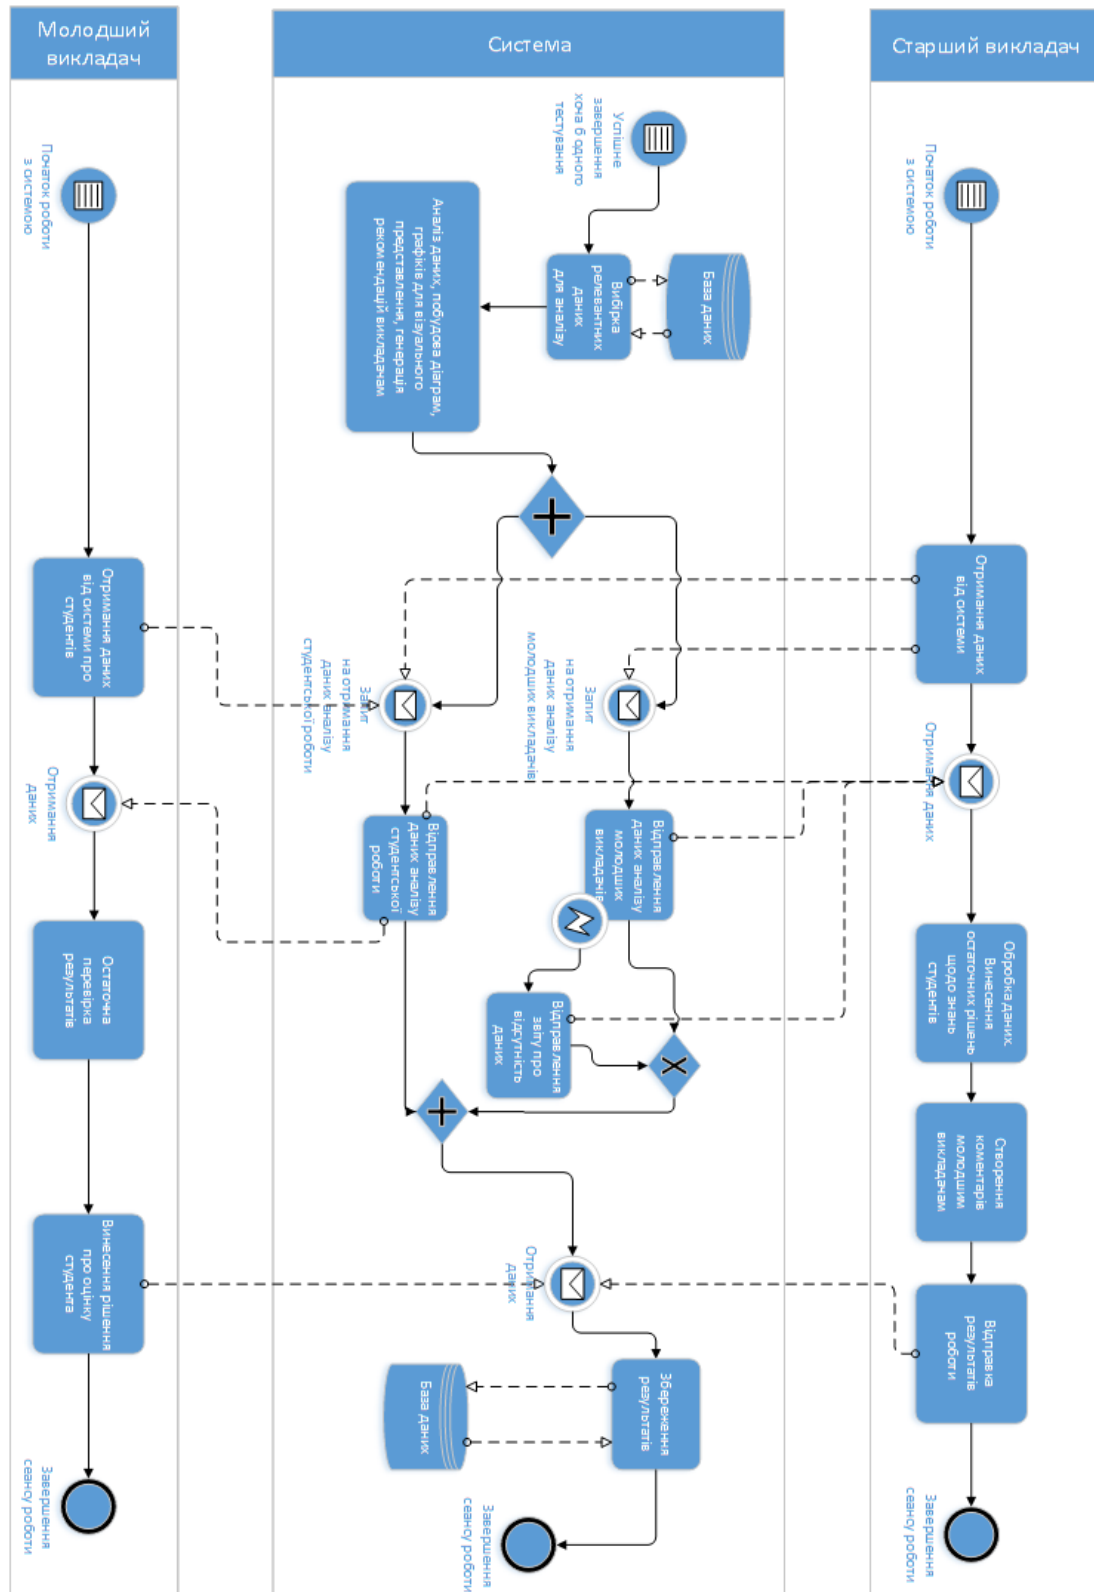 Молодший
викладач
Система
Старший викладач
Початок роботи
з системою
Отримання даних
від системи про
студентів
Отримання
даних
Остаточна
перевірка
результатів
Винесення рішення
про оцінку
студента
Завершення
сеансу роботи
Успішне
завершення
хоча б одного
тестування
Вибірка
релевантних
даних
для аналізу
База даних
Аналіз даних, побудова діаграм,
графіків для візуального
представлення, генерація
рекомендацій викладачам
Запит
на отримання
даних аналізу
студентської роботи
Запит
на отримання
даних аналізу
молодших викладачів
Відправлення
даних аналізу
студентської
роботи
Відправлення
даних аналізу
молодших
викладачів
Відправлення
звіту про
відсутність
даних
Отримання
даних
Збереження
результатів
База даних
Завершення
сеансу роботи
Початок роботи
з системою
Отримання даних
від системи
Отримання даних
Обробка даних.
Винесення
остаточних рішень
щодо знань
студентів
Створення
коментарів
молодшим
викладачам
Відправка
результатів
роботи
Завершення
сеансу роботи